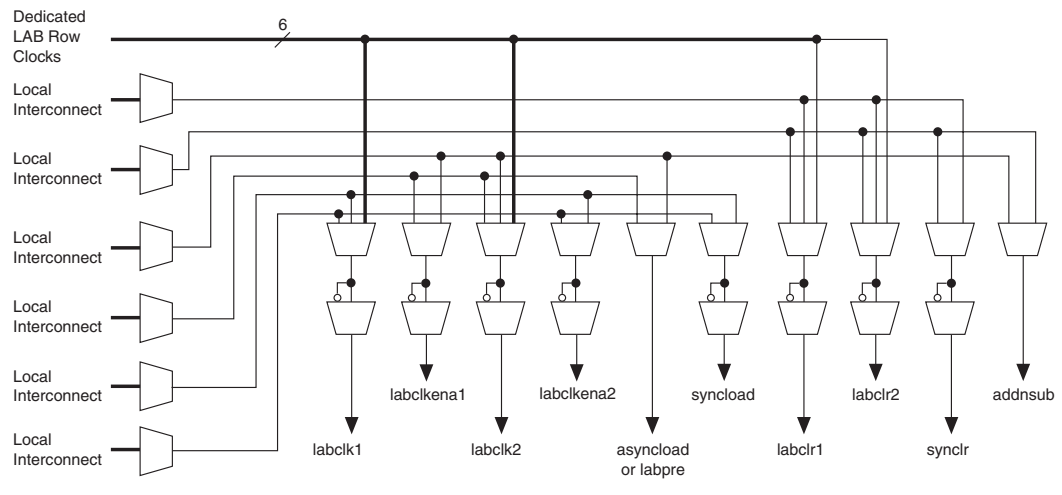 Dedicated
LAB Row
Clocks
6
Local
Interconnect
Local
Interconnect
Local
Interconnect
Local
Interconnect
Local
Interconnect
Local
Interconnect
labclkena1
labclkena2
syncload
labclr2
addnsub
labclk1
labclk2
asyncload
or labpre
labclr1
synclr